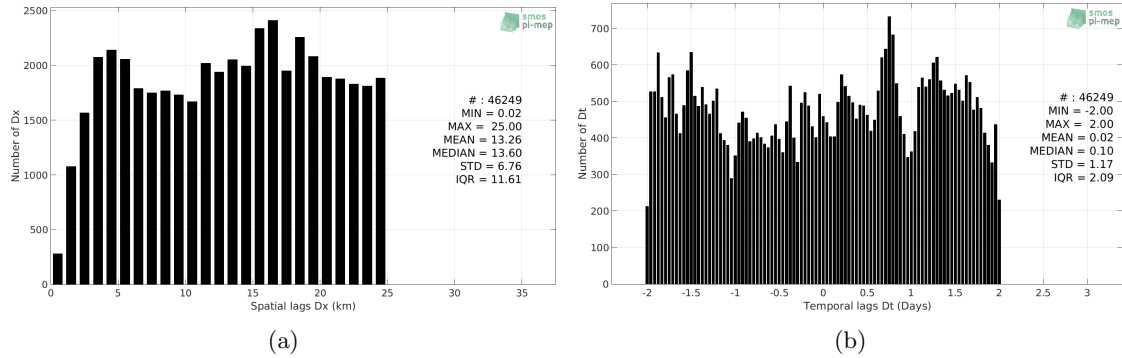 2500
2000
1500
1000
500
0
0
5
10
15
20
25
30
35
Number of Dx
Spatial lags Dx (km)
smos
pi-mep
# : 46249
MIN = 0.02
MAX = 25.00
MEAN = 13.26
MEDIAN = 13.60
STD = 6.76
IQR = 11.61
(a)
700
600
500
400
300
200
100
0
-2
-1.5
-1
-0.5
0
0.5
1
1.5
2
2.5
3
Number of Dt
Temporal lags Dt (Days)
smos
pi-mep
# : 46249
MIN = -2.00
MAX = 2.00
MEAN = 0.02
MEDIAN = 0.10
STD = 1.17
IQR = 2.09
(b)